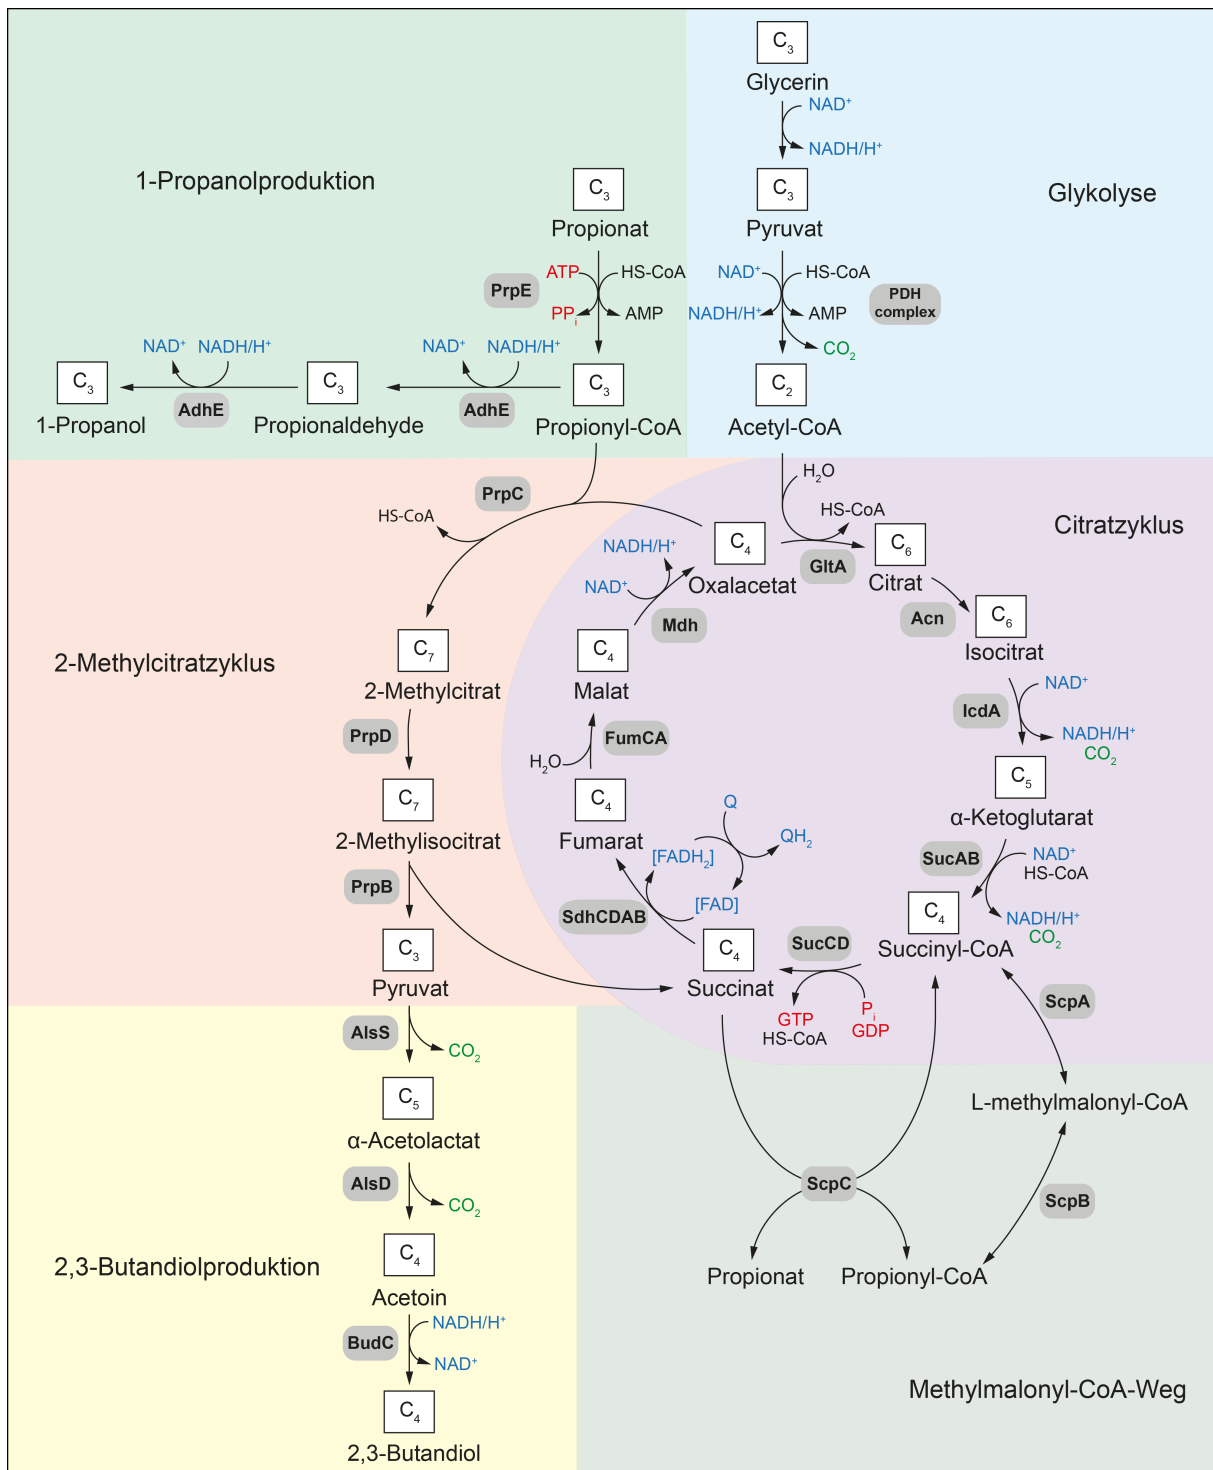 1-Propanolproduktion
C3
Propionat
ATP
HS-CoA
PrpE
PPi
AMP
NAD+
NADH/H+
NAD+
NADH/H+
C3
C3
C3
AdhE
AdhE
1-Propanol
Propionaldehyde
Propionyl-CoA
C3
Glycerin
NAD+
NADH/H+
Glykolyse
C3
Pyruvat
NAD+
HS-CoA
PDH
complex
NADH/H+
AMP
CO2
C2
Acetyl-CoA
H2O
HS-CoA
Citratzyklus
PrpC
HS-CoA
NADH/H+
C4
Oxalacetat
GltA
C6
Citrat
NAD+
Mdh
Acn
C6
Isocitrat
2-Methylcitratzyklus
C7
2-Methylcitrat
C4
Malat
IcdA
NAD+
NADH/H+
CO2
PrpD
FumCA
H2O
C7
2-Methylisocitrat
C4
Fumarat
Q
QH2
[FADH2]
[FAD]
C5
α-Ketoglutarat
SucAB
NAD+
HS-CoA
NADH/H+
CO2
PrpB
SdhCDAB
C4
Succinyl-CoA
C3
Pyruvat
C4
Succinat
SucCD
GTP
HS-CoA
Pi
GDP
ScpA
AlsS
CO2
C5
α-Acetolactat
L-methylmalonyl-CoA
AlsD
CO2
ScpC
ScpB
2,3-Butandiolproduktion
C4
Acetoin
Propionat
Propionyl-CoA
BudC
NADH/H+
NAD+
C4
2,3-Butandiol
Methylmalonyl-CoA-Weg